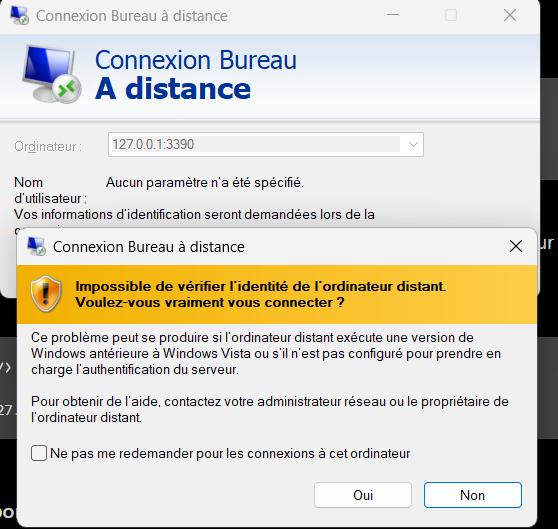 Connexion Bureau à distance
Connexion Bureau
A distance
Ordinateur :
127.0.0.1:3390
Nom
d'utilisateur :
Aucun paramètre n'a été spécifié.
Vos informations d'identification seront demandées lors de la
ur
Connexion Bureau à distance
Impossible de vérifier l'identité de l'ordinateur distant.
Voulez-vous vraiment vous connecter ?
Ce problème peut se produire si l'ordinateur distant exécute une version de
Windows antérieure à Windows Vista ou s'il n'est pas configuré pour prendre en
charge l'authentification du serveur.
/>
27.
Pour obtenir de l'aide, contactez votre administrateur réseau ou le propriétaire de
l'ordinateur distant.
Ne pas me redemander pour les connexions à cet ordinateur
Oui
Non